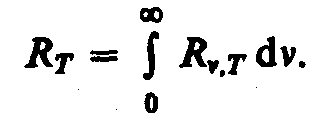 R_T = ∫_0^∞ R_{ν,T} dν.